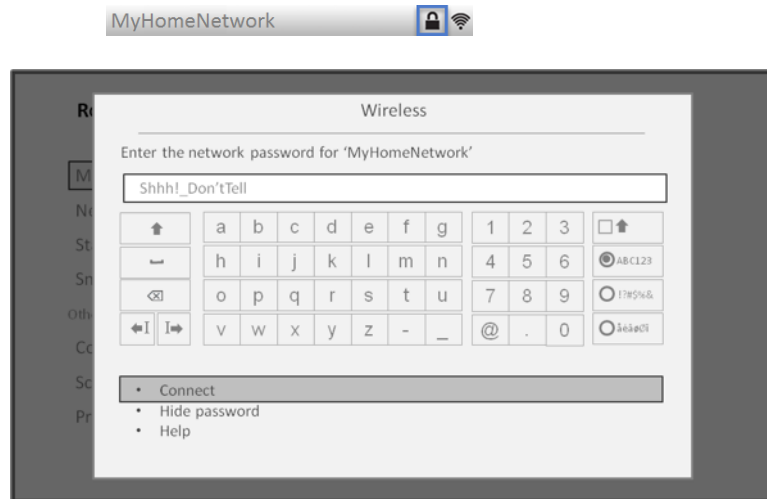 MyHomeNetwork
Wireless
Enter the network password for ‘MyHomeNetwork’
Shhh!_Don’tTell
a b c d e f g 1 2 3
h i j k l m n 4 5 6 ABC123
o p q r s t u 7 8 9 !?#$%&
v w x y z - _ @ . 0
• Connect
• Hide password
• Help